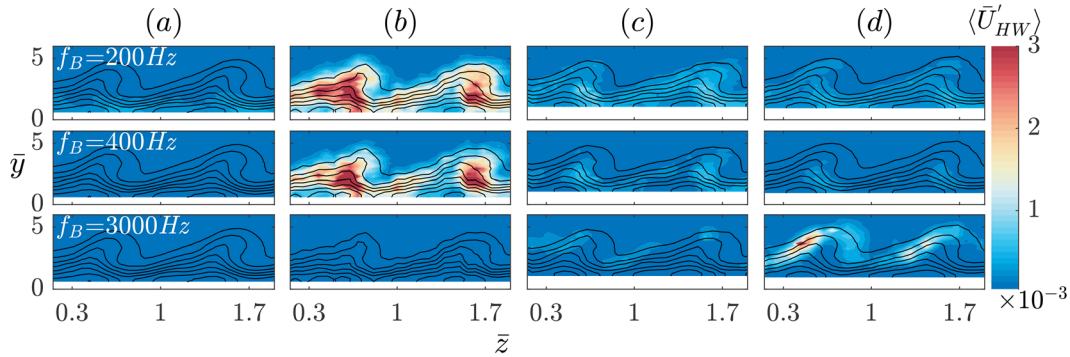 (a) (b) (c) (d) ⟨Ū′HW⟩
5 f_B=200Hz 3
0
5 f_B=400Hz 2
ȳ
0
5 f_B=3000Hz 1
0 ×10⁻³
0.3 1 1.7 0.3 1 1.7 0.3 1 1.7 0.3 1 1.7
z̄